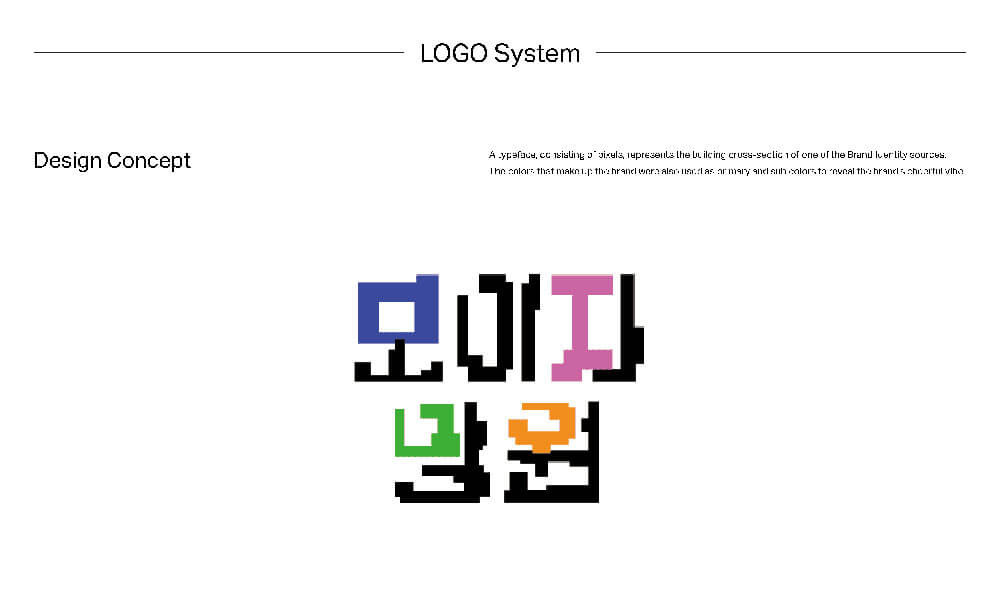 LOGO System
Design Concept
A typeface, consisting of pixels, represents the building cross-section of one of the Brand Identity sources.
The colors that make up the brand were also used as primary and sub colors to reveal the brand's cheerful vibe.
모이자